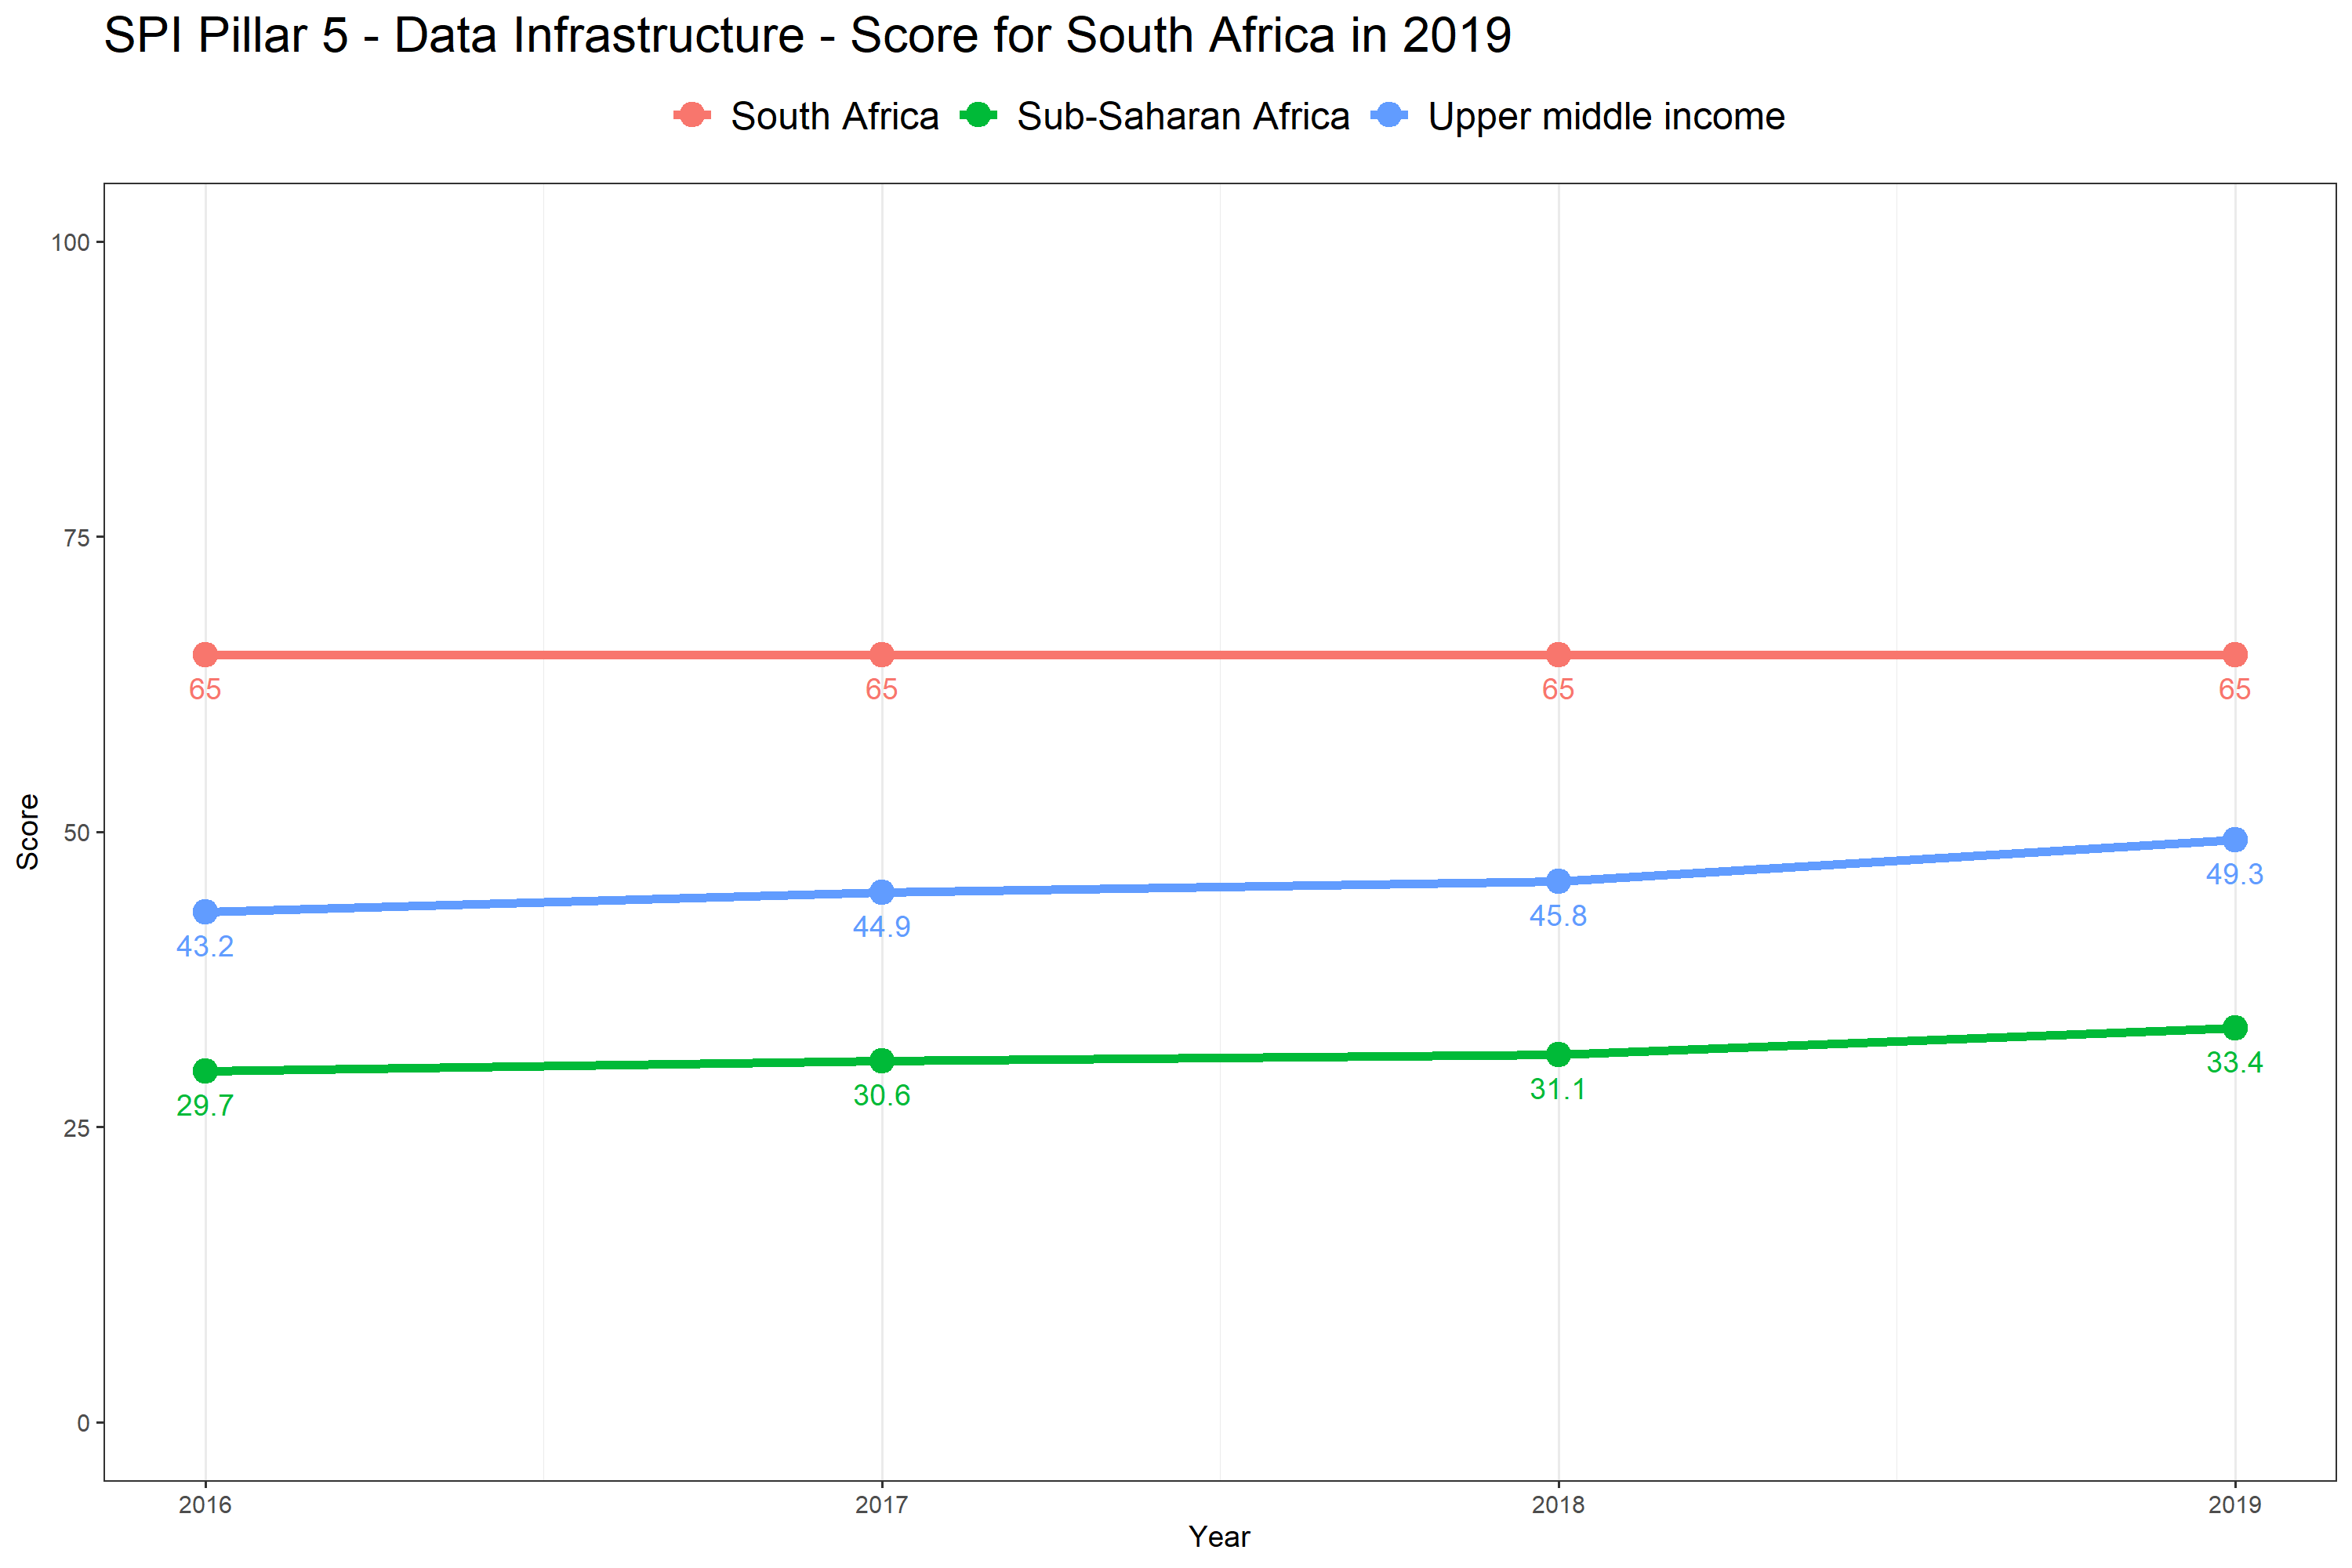 SPI Pillar 5 - Data Infrastructure - Score for South Africa in 2019
South Africa Sub-Saharan Africa Upper middle income
100
75
50
25
0
Score
65 65 65 65
43.2 44.9 45.8 49.3
29.7 30.6 31.1 33.4
2016 2017 2018 2019
Year